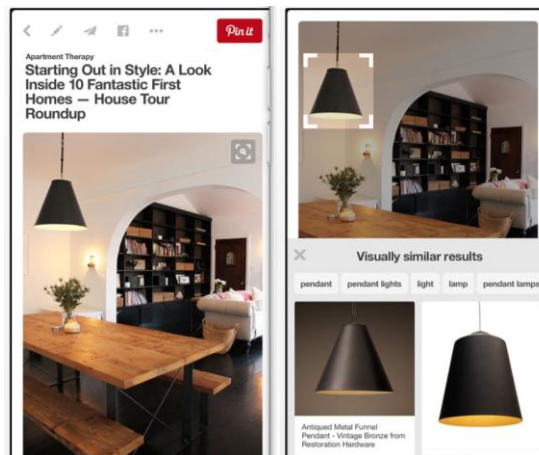 Pin it
Apartment Therapy
Starting Out in Style: A Look
Inside 10 Fantastic First
Homes — House Tour
Roundup
Visually similar results
pendant
pendant lights
light
lamp
pendant lamps
Antiqued Metal Funnel
Pendant - Vintage Bronze from
Restoration Hardware